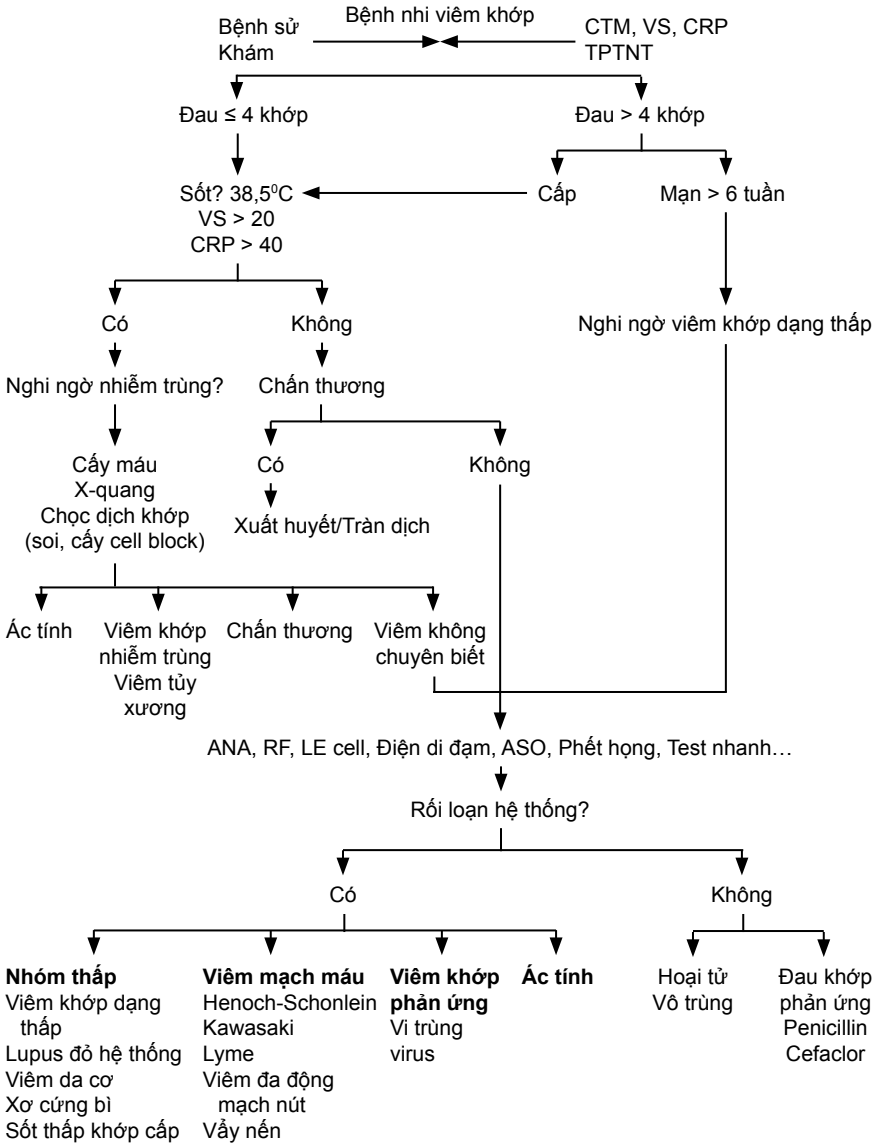 Bệnh nhi viêm khớp
Bệnh sử
Khám
CTM, VS, CRP
TPTNT
Đau ≤ 4 khớp
Đau > 4 khớp
Sốt? 38,5⁰C
VS > 20
CRP > 40
Cấp
Mạn > 6 tuần
Có
Không
Nghi ngờ viêm khớp dạng thấp
Nghi ngờ nhiễm trùng?
Chấn thương
Cấy máu
X-quang
Chọc dịch khớp
(soi, cấy cell block)
Có
Không
Xuất huyết/Tràn dịch
Ác tính
Viêm khớp
nhiễm trùng
Viêm tủy
xương
Chấn thương
Viêm không
chuyên biết
ANA, RF, LE cell, Điện di đạm, ASO, Phết họng, Test nhanh…
Rối loạn hệ thống?
Có
Không
Nhóm thấp
Viêm khớp dạng
thấp
Lupus đỏ hệ thống
Viêm da cơ
Xơ cứng bì
Sốt thấp khớp cấp
Viêm mạch máu
Henoch-Schonlein
Kawasaki
Lyme
Viêm đa động
mạch nút
Vẩy nến
Viêm khớp
phản ứng
Vi trùng
virus
Ác tính
Hoại tử
Vô trùng
Đau khớp
phản ứng
Penicillin
Cefaclor